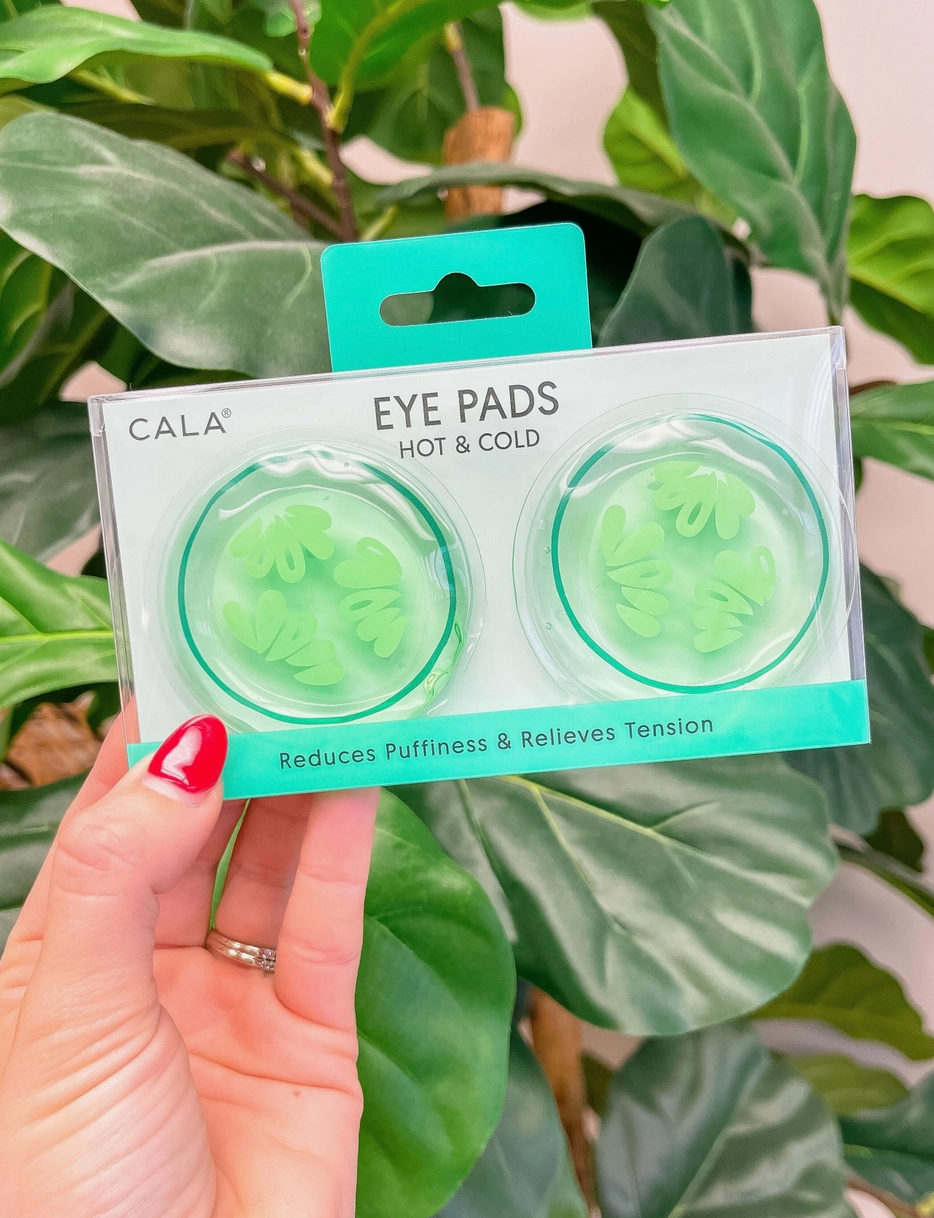 CALA®
EYE PADS
HOT & COLD
Reduces Puffiness & Relieves Tension